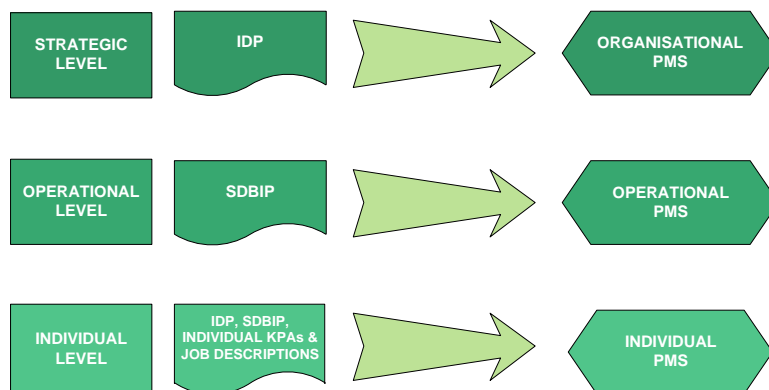 STRATEGIC
LEVEL
IDP
ORGANISATIONAL
PMS
OPERATIONAL
LEVEL
SDBIP
OPERATIONAL
PMS
INDIVIDUAL
LEVEL
IDP, SDBIP,
INDIVIDUAL KPAs &
JOB DESCRIPTIONS
INDIVIDUAL
PMS